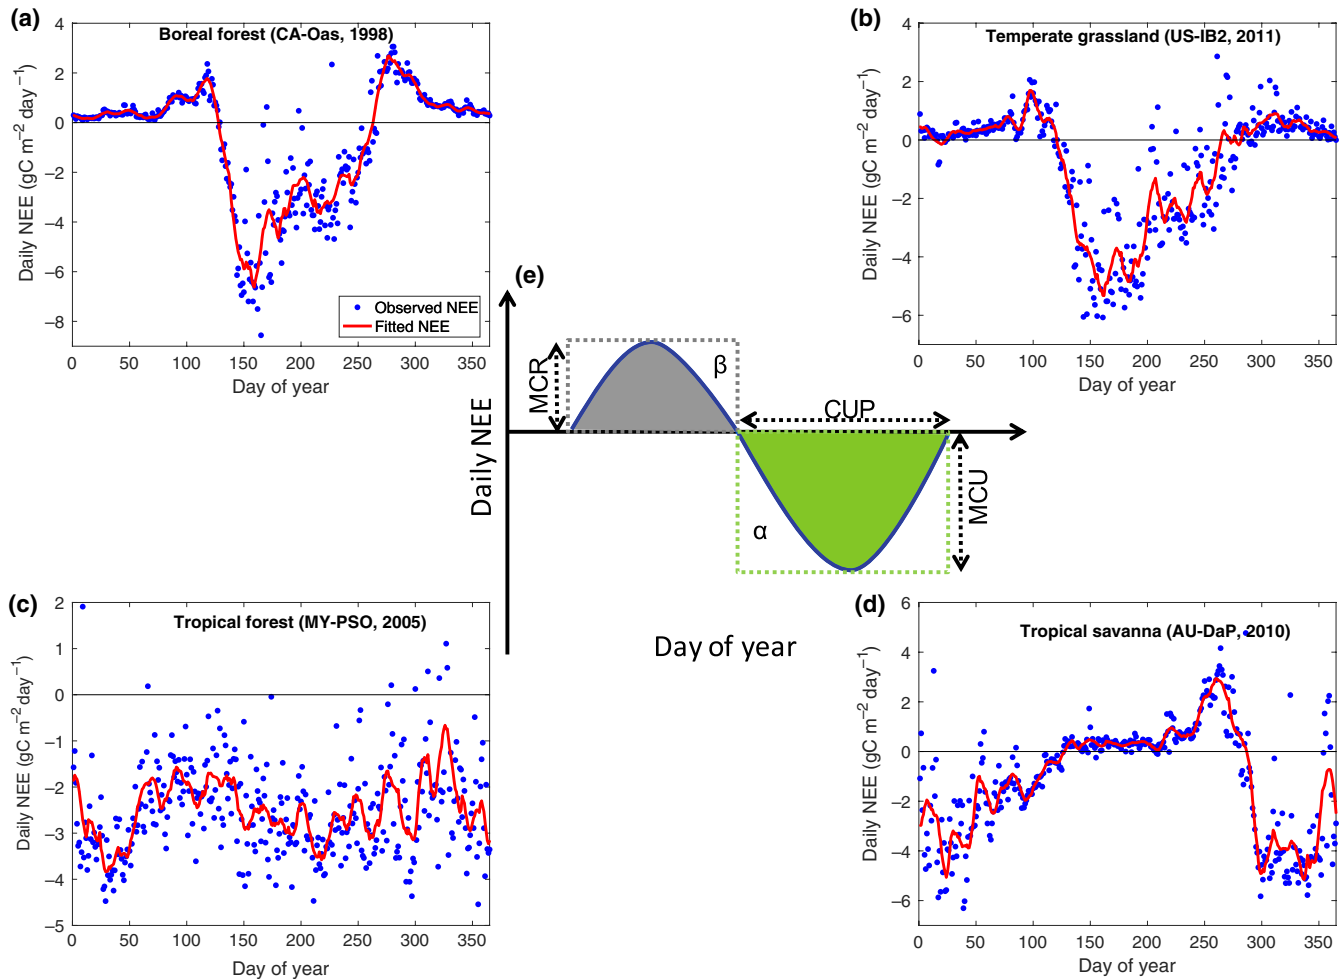 (a)
Boreal forest (CA-Oas, 1998)
Daily NEE (gC m−2 day−1)
4
2
0
−2
−4
−6
−8
Observed NEE
Fitted NEE
0 50 100 150 200 250 300 350
Day of year
(b)
Temperate grassland (US-IB2, 2011)
Daily NEE (gC m−2 day−1)
4
2
0
−2
−4
−6
0 50 100 150 200 250 300 350
Day of year
(e)
Daily NEE
MCR
β
CUP
α
MCU
Day of year
(c)
Tropical forest (MY-PSO, 2005)
Daily NEE (gC m−2 day−1)
2
1
0
−1
−2
−3
−4
−5
0 50 100 150 200 250 300 350
Day of year
(d)
Tropical savanna (AU-DaP, 2010)
Daily NEE (gC m−2 day−1)
6
4
2
0
−2
−4
−6
0 50 100 150 200 250 300 350
Day of year